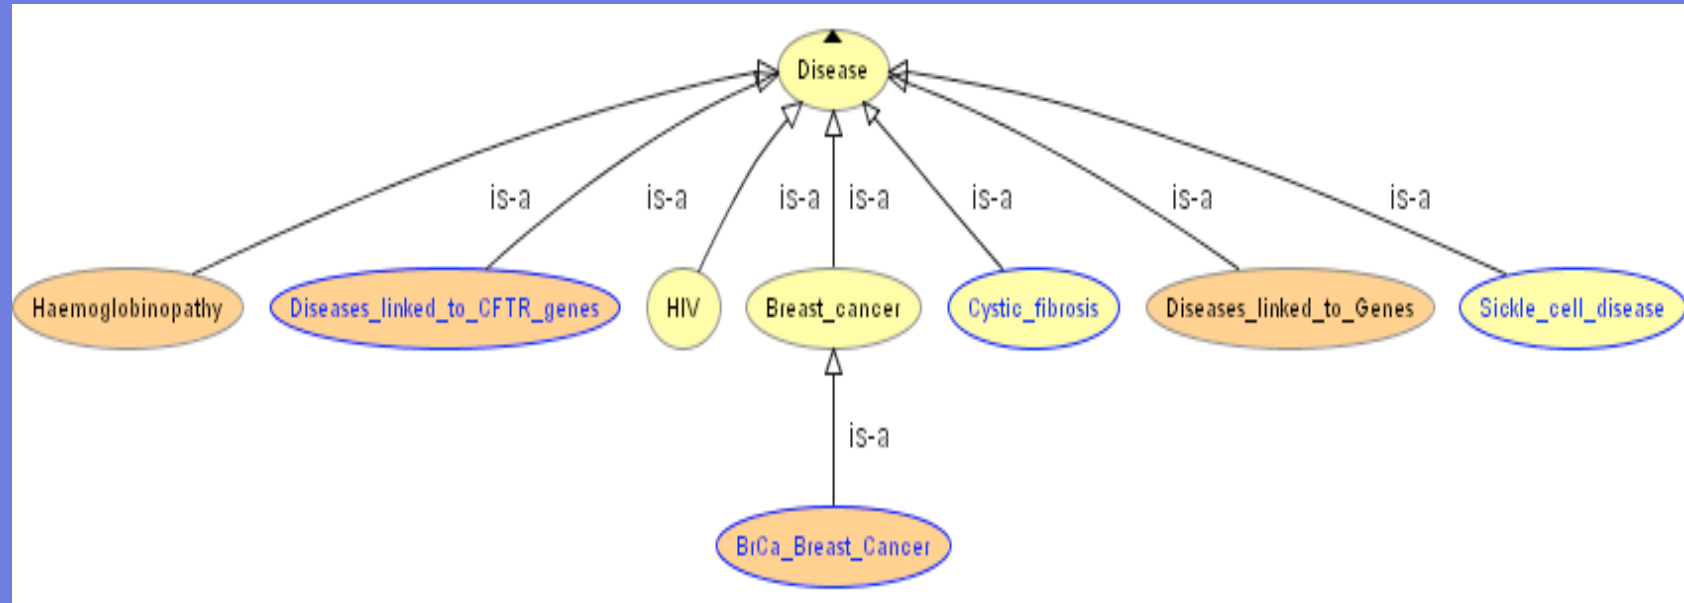 Disease
is-a is-a is-a is-a is-a is-a is-a
Haemoglobinopathy Diseases_linked_to_CFTR_genes HIV Breast_cancer Cystic_fibrosis Diseases_linked_to_Genes Sickle_cell_disease
is-a
BrCa_Breast_Cancer